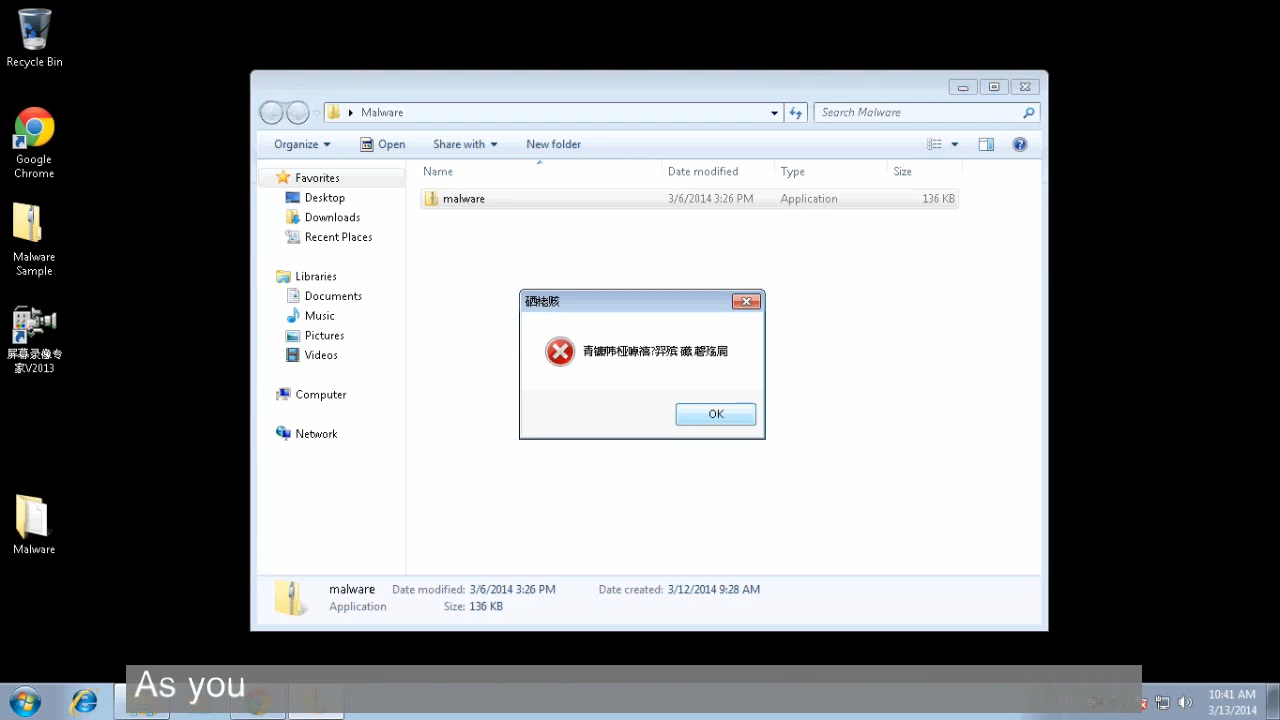 Recycle Bin
Google
Chrome
Malware
Sample
屏幕录像专
家V2013
Malware
Malware
Search Malware
Organize
Open
Share with
New folder
Favorites
Desktop
Downloads
Recent Places
Libraries
Documents
Music
Pictures
Videos
Computer
Network
Name
Date modified
Type
Size
malware
3/6/2014 3:26 PM
Application
136 KB
OK
malware
Date modified: 3/6/2014 3:26 PM
Date created: 3/12/2014 9:28 AM
Application
Size: 136 KB
As you
10:41 AM
3/13/2014